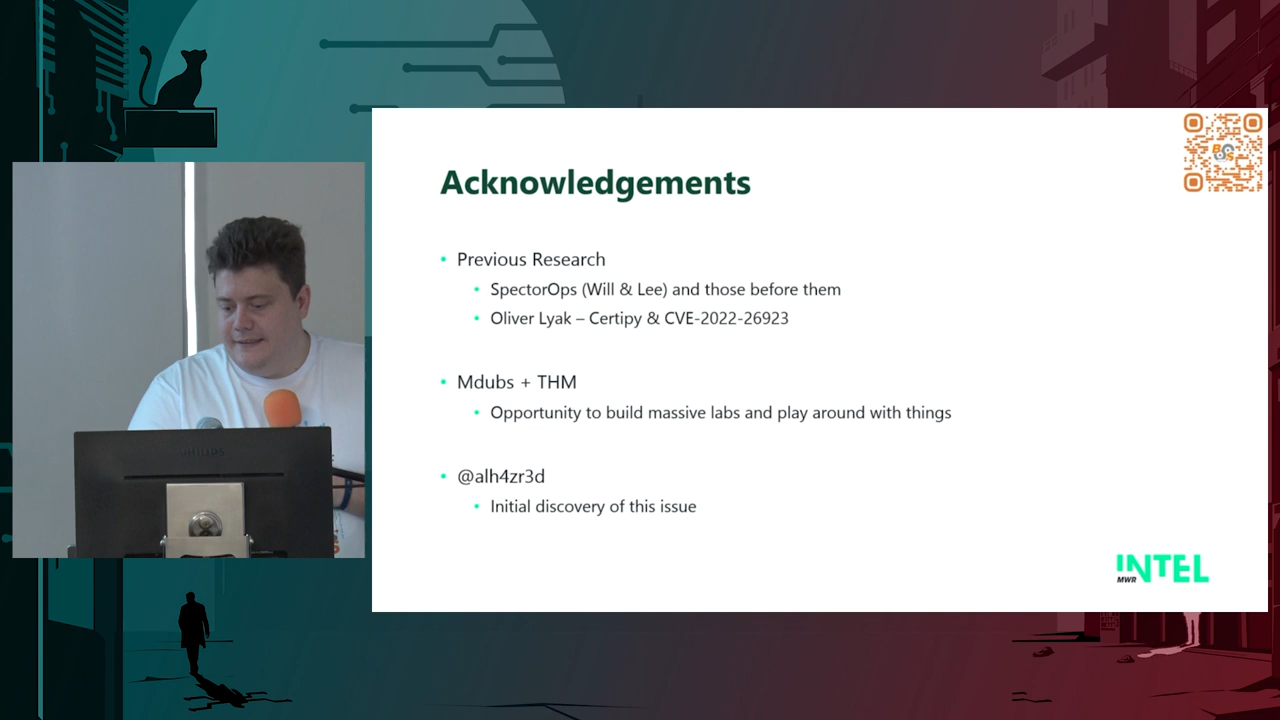 Acknowledgements
• Previous Research
• SpectorOps (Will & Lee) and those before them
• Oliver Lyak – Certipy & CVE-2022-26923
• Mdubs + THM
• Opportunity to build massive labs and play around with things
• @alh4zr3d
• Initial discovery of this issue
INTEL
MWR
PHILIPS